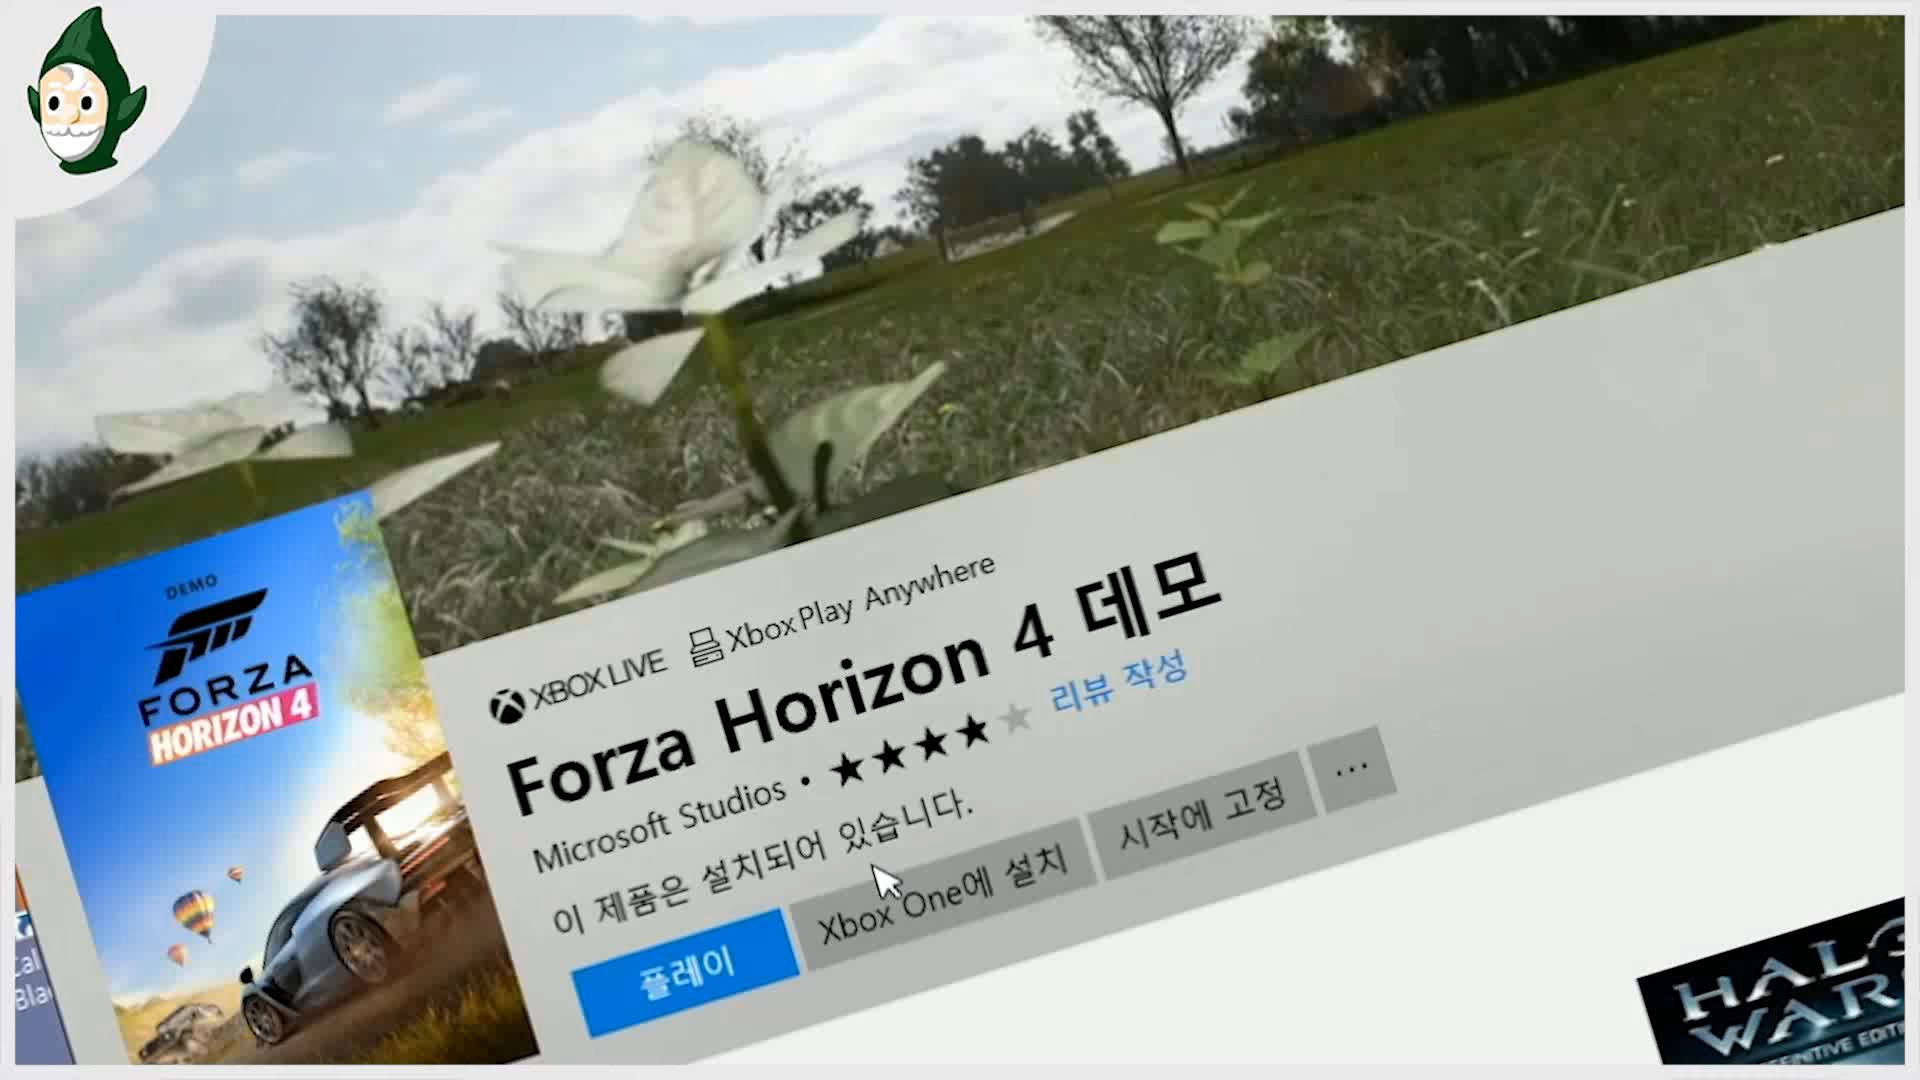 DEMO
FORZA
HORIZON 4
XBOX LIVE
Xbox Play Anywhere
Forza Horizon 4 데모
Microsoft Studios · ★★★★★ 리뷰 작성
이 제품은 설치되어 있습니다.
플레이
Xbox One에 설치
시작에 고정
...
HALO
WARS